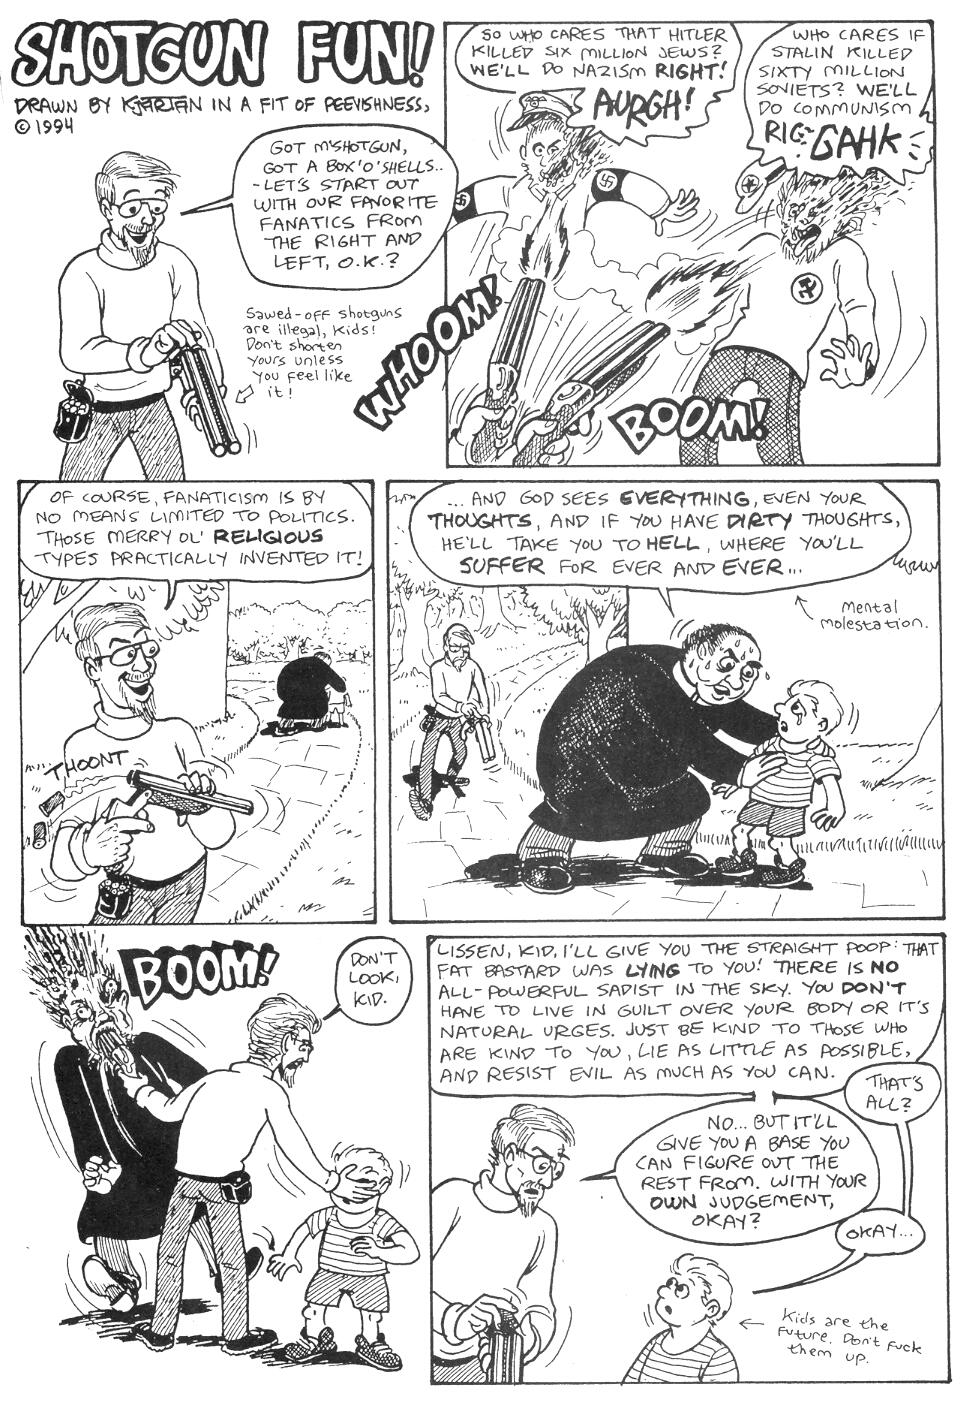 SHOTGUN FUN!
DRAWN BY KJARTAN IN A FIT OF PEEVISHNESS,
© 1994
GOT M'SHOTGUN,
GOT A BOX 'O' SHELLS..
- LET'S START OUT
WITH OUR FAVORITE
FANATICS FROM
THE RIGHT AND
LEFT, O.K.?
Sawed-off shotguns
are illegal, kids!
Don't shorten
yours unless
you feel like
it!
SO WHO CARES THAT HITLER
KILLED SIX MILLION JEWS?
WE'LL DO NAZISM RIGHT!
AURGH!
WHO CARES IF
STALIN KILLED
SIXTY MILLION
SOVIETS? WE'LL
DO COMMUNISM
RIG-
GAHK
WHOOM!
BOOM!
OF COURSE, FANATICISM IS BY
NO MEANS LIMITED TO POLITICS.
THOSE MERRY OL' RELIGIOUS
TYPES PRACTICALLY INVENTED IT!
THOONT
... AND GOD SEES EVERYTHING, EVEN YOUR
THOUGHTS, AND IF YOU HAVE DIRTY THOUGHTS,
HE'LL TAKE YOU TO HELL, WHERE YOU'LL
SUFFER FOR EVER AND EVER...
Mental
molestation.
BOOM!
DON'T
LOOK,
KID.
LISSEN, KID, I'LL GIVE YOU THE STRAIGHT POOP: THAT
FAT BASTARD WAS LYING TO YOU! THERE IS NO
ALL-POWERFUL SADIST IN THE SKY. YOU DON'T
HAVE TO LIVE IN GUILT OVER YOUR BODY OR IT'S
NATURAL URGES. JUST BE KIND TO THOSE WHO
ARE KIND TO YOU, LIE AS LITTLE AS POSSIBLE,
AND RESIST EVIL AS MUCH AS YOU CAN.
THAT'S
ALL?
NO... BUT IT'LL
GIVE YOU A BASE YOU
CAN FIGURE OUT THE
REST FROM. WITH YOUR
OWN JUDGEMENT,
OKAY?
OKAY...
Kids are the
future. Don't fuck
them up.